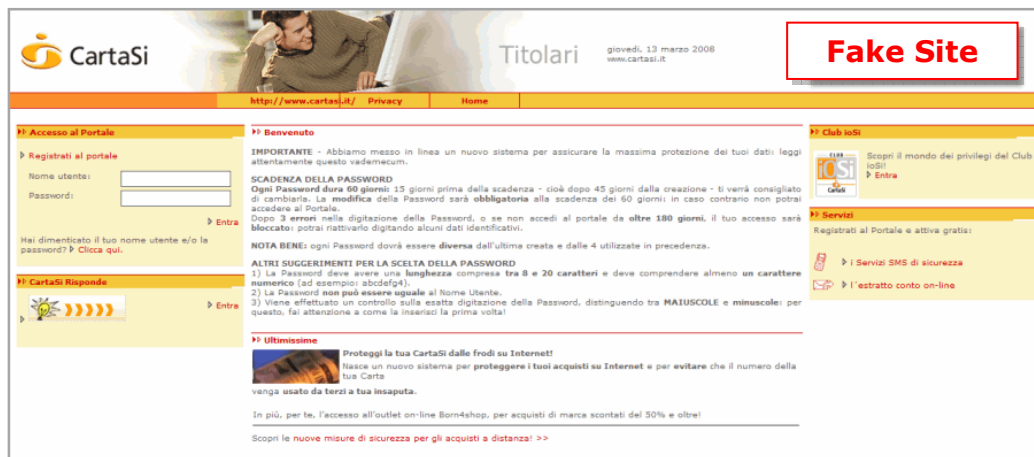 CartaSi
Titolari
giovedì, 13 marzo 2008
www.cartasi.it
Fake Site
http://www.cartasi.it/ Privacy Home
Accesso al Portale
Registrati al portale
Nome utente:
Password:
Entra
Hai dimenticato il tuo nome utente e/o la
password? Clicca qui.
CartaSi Risponde
Entra
Benvenuto
IMPORTANTE - Abbiamo messo in linea un nuovo sistema per assicurare la massima protezione dei tuoi dati: leggi
attentamente questo vademecum.
SCADENZA DELLA PASSWORD
Ogni Password dura 60 giorni: 15 giorni prima della scadenza - cioè dopo 45 giorni dalla creazione - ti verrà consigliato
di cambiarla. La modifica della Password sarà obbligatoria alla scadenza dei 60 giorni: in caso contrario non potrai
accedere al Portale.
Dopo 3 errori nella digitazione della Password, o se non accedi al portale da oltre 180 giorni, il tuo accesso sarà
bloccato: potrai riattivarlo digitando alcuni dati identificativi.
NOTA BENE: ogni Password dovrà essere diversa dall'ultima creata e dalle 4 utilizzate in precedenza.
ALTRI SUGGERIMENTI PER LA SCELTA DELLA PASSWORD
1) La Password deve avere una lunghezza compresa tra 8 e 20 caratteri e deve comprendere almeno un carattere
numerico (ad esempio: abcdefg4).
2) La Password non può essere uguale al Nome Utente.
3) Viene effettuato un controllo sulla esatta digitazione della Password, distinguendo tra MAIUSCOLE e minuscole: per
questo, fai attenzione a come la inserisci la prima volta!
Ultimissime
Proteggi la tua CartaSi dalle frodi su Internet!
Nasce un nuovo sistema per proteggere i tuoi acquisti su Internet e per evitare che il numero della
tua Carta
venga usato da terzi a tua insaputa.
In più, per te, l'accesso all'outlet on-line Born4shop, per acquisti di marca scontati del 50% e oltre!
Scopri le nuove misure di sicurezza per gli acquisti a distanza! >>
Club ioSi
CLUB
ioSi
CartaSi
Scopri il mondo dei privilegi del Club
ioSi!
Entra
Servizi
Registrati al Portale e attiva gratis:
i Servizi SMS di sicurezza
l'estratto conto on-line